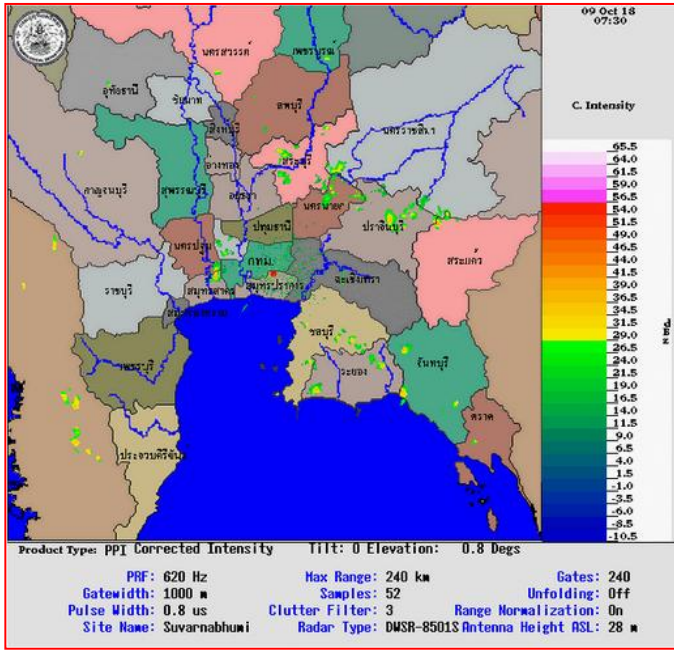 09 Oct 18
07:30
C. Intensity
นครสวรรค์
เพชรบูรณ์
อุทัยธานี
ชัยนาท
ลพบุรี
สิงห์บุรี
นครราชสีมา
อ่างทอง
สระบุรี
กาญจนบุรี
สุพรรณบุรี
อยุธยา
นครนายก
ปราจีนบุรี
ปทุมธานี
นครปฐม
สระแก้ว
กทม.
ฉะเชิงเทรา
ราชบุรี
สมุทรสาคร
สมุทรปราการ
ชลบุรี
เพชรบุรี
ระยอง
จันทบุรี
ตราด
ประจวบคีรีขันธ์
65.5
64.0
61.5
59.0
56.5
54.0
51.5
49.0
46.5
44.0
41.5
39.0
36.5
34.0
31.5
29.0
26.5
24.0
21.5
19.0
16.5
14.0
11.5
9.0
6.5
4.0
1.5
-1.0
-3.5
-6.0
-8.5
-10.5
Product Type: PPI Corrected Intensity Tilt: 0 Elevation: 0.8 Degs
PRF: 620 Hz Max Range: 240 km Gates: 240
Gatewidth: 1000 m Samples: 52 Unfolding: Off
Pulse Width: 0.8 us Clutter Filter: 3 Range Normalization: On
Site Name: Suvarnabhumi Radar Type: DWSR-8501S Antenna Height ASL: 28 m